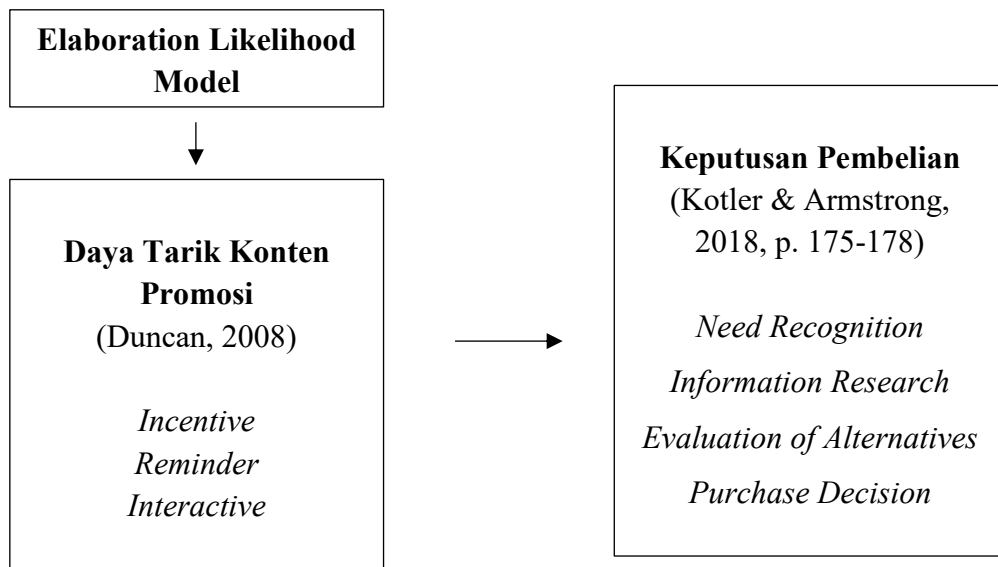 Elaboration Likelihood
Model
Daya Tarik Konten
Promosi
(Duncan, 2008)
Incentive
Reminder
Interactive
Keputusan Pembelian
(Kotler & Armstrong,
2018, p. 175-178)
Need Recognition
Information Research
Evaluation of Alternatives
Purchase Decision